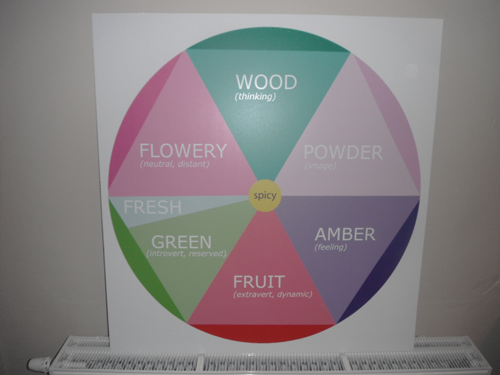 WOOD
(thinking)
FLOWERY
(neutral, distant)
POWDER
(image)
FRESH
spicy
GREEN
(introvert, reserved)
AMBER
(feeling)
FRUIT
(extravert, dynamic)